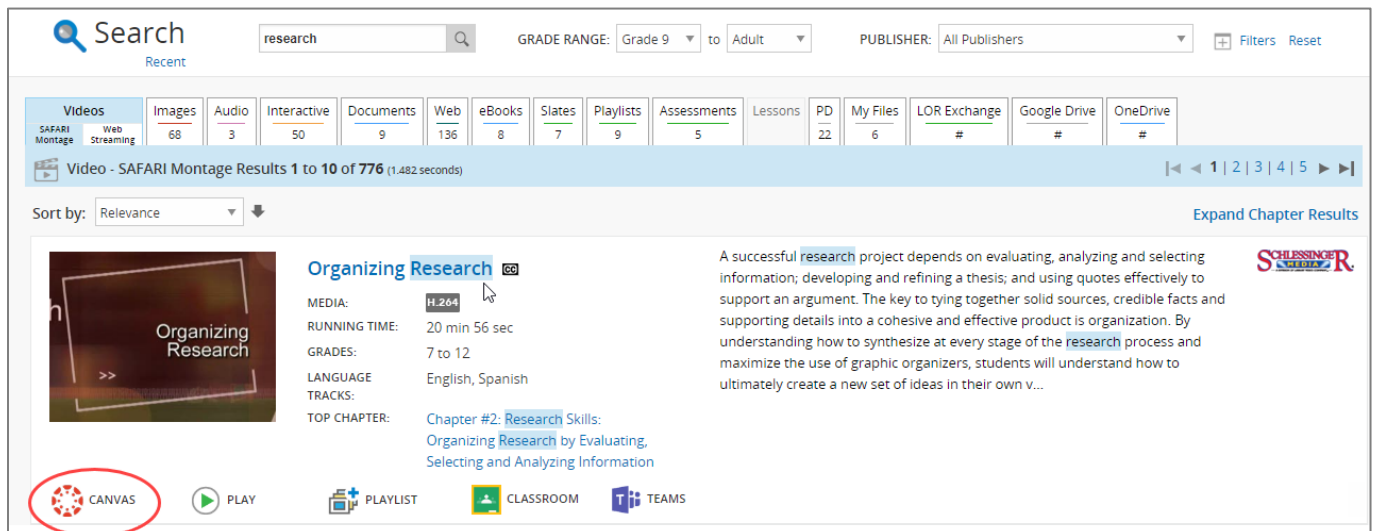 Search
Recent
research
GRADE RANGE: Grade 9 to Adult
PUBLISHER: All Publishers
Filters Reset
Videos
SAFARI Montage
Web Streaming
Images 68
Audio 3
Interactive 50
Documents 9
Web 136
eBooks 8
Slates 7
Playlists 9
Assessments 5
Lessons
PD 22
My Files 6
LOR Exchange #
Google Drive #
OneDrive #
Video - SAFARI Montage Results 1 to 10 of 776 (1.482 seconds)
1 | 2 | 3 | 4 | 5
Sort by: Relevance
Expand Chapter Results
h
Organizing
Research
>>
Organizing Research CC
MEDIA: H.264
RUNNING TIME: 20 min 56 sec
GRADES: 7 to 12
LANGUAGE TRACKS: English, Spanish
TOP CHAPTER: Chapter #2: Research Skills:
Organizing Research by Evaluating,
Selecting and Analyzing Information
A successful research project depends on evaluating, analyzing and selecting
information; developing and refining a thesis; and using quotes effectively to
support an argument. The key to tying together solid sources, credible facts and
supporting details into a cohesive and effective product is organization. By
understanding how to synthesize at every stage of the research process and
maximize the use of graphic organizers, students will understand how to
ultimately create a new set of ideas in their own v...
SCHLESSINGER
MEDIA
CANVAS
PLAY
PLAYLIST
CLASSROOM
T TEAMS